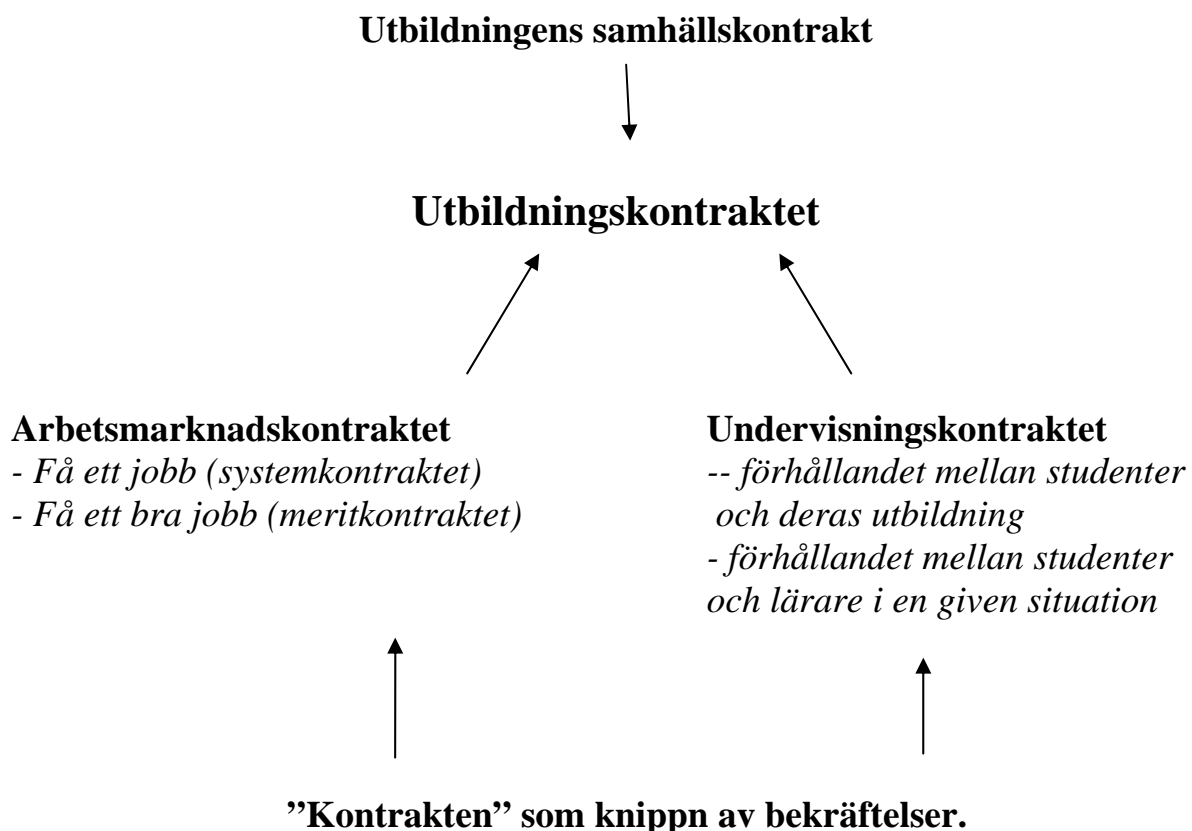 Utbildningens samhällskontrakt
Utbildningskontraktet
Arbetsmarknadskontraktet
- Få ett jobb (systemkontraktet)
- Få ett bra jobb (meritkontraktet)
Undervisningskontraktet
-- förhållandet mellan studenter
och deras utbildning
- förhållandet mellan studenter
och lärare i en given situation
”Kontrakten” som knippn av bekräftelser.